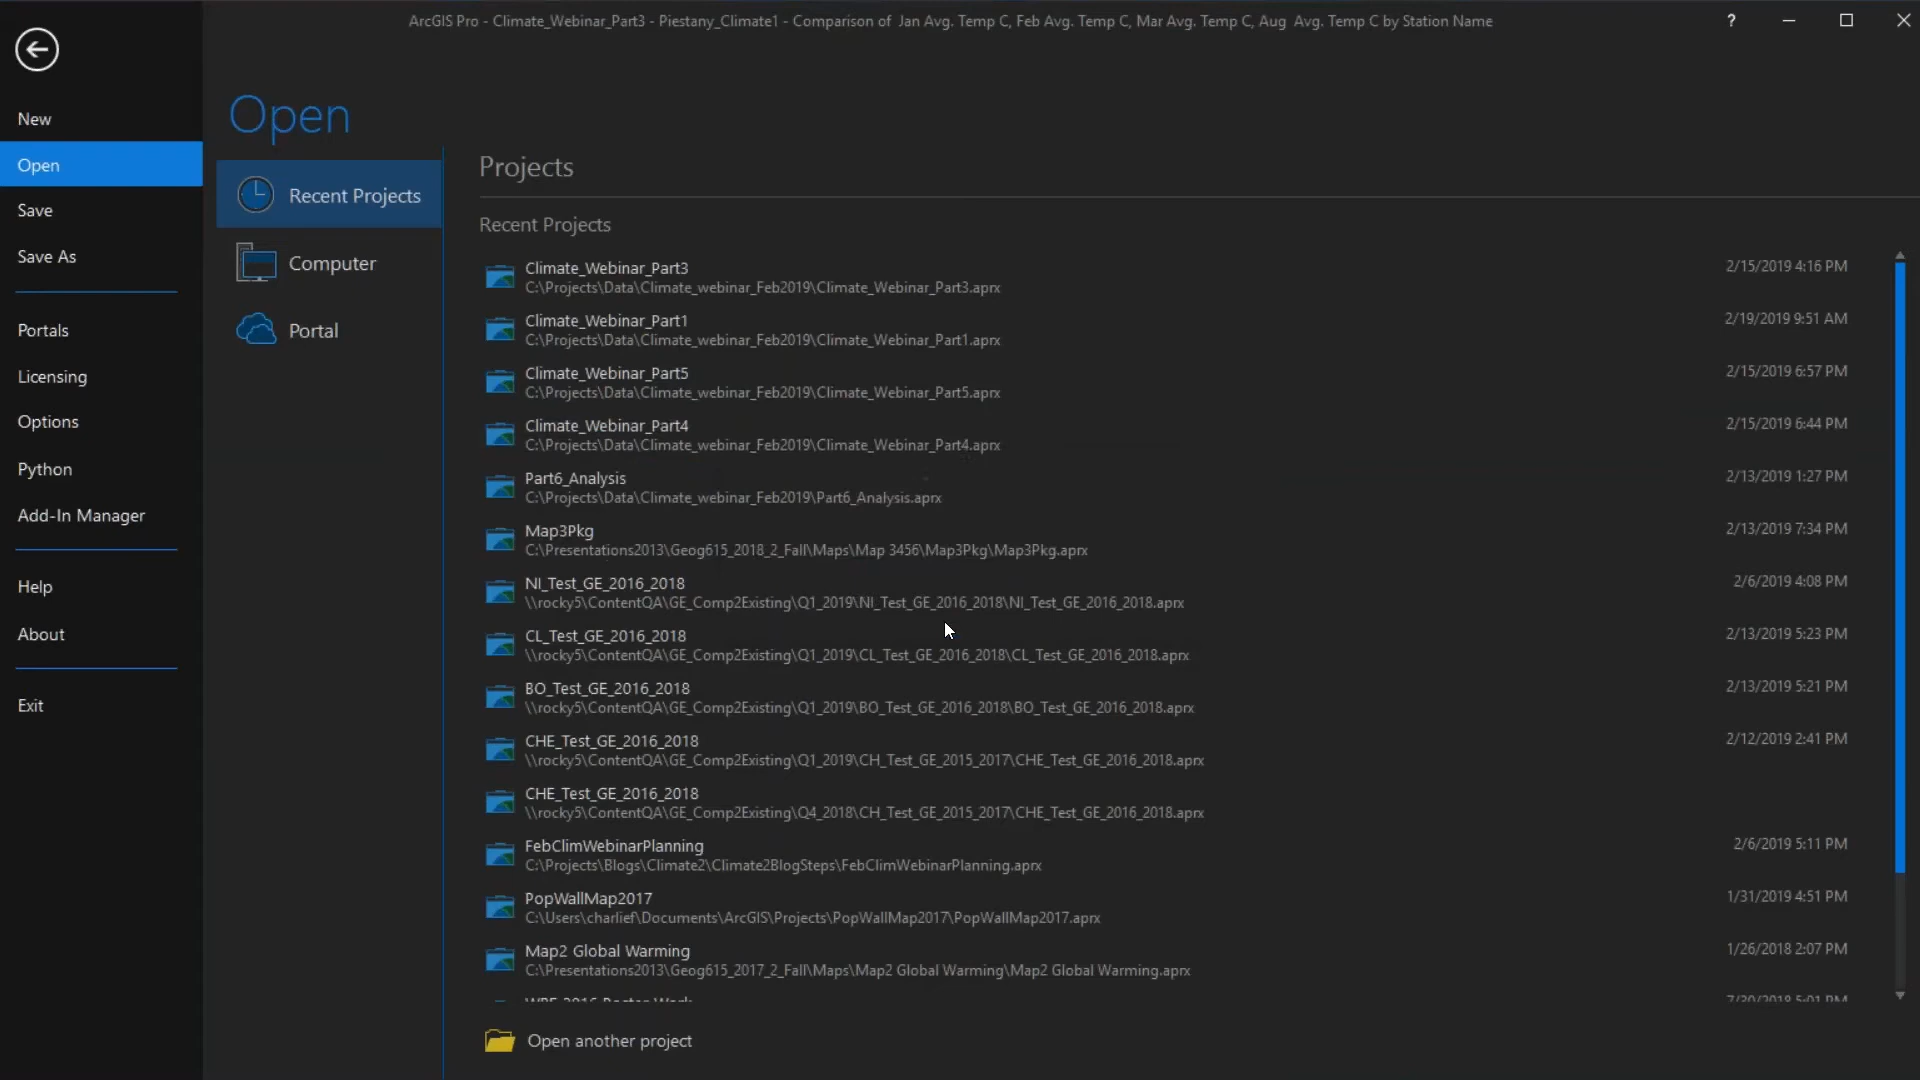 ArcGIS Pro - Climate_Webinar_Part3 - Piestany_Climate1 - Comparison of  Jan Avg. Temp C, Feb Avg. Temp C, Mar Avg. Temp C, Aug  Avg. Temp C by Station Name
?
New
Open
Save
Save As
Portals
Licensing
Options
Python
Add-In Manager
Help
About
Exit
Open
Recent Projects
Computer
Portal
Projects
Recent Projects
Climate_Webinar_Part3
2/15/2019 4:16 PM
C:\Projects\Data\Climate_webinar_Feb2019\Climate_Webinar_Part3.aprx
Climate_Webinar_Part1
2/19/2019 9:51 AM
C:\Projects\Data\Climate_webinar_Feb2019\Climate_Webinar_Part1.aprx
Climate_Webinar_Part5
2/15/2019 6:57 PM
C:\Projects\Data\Climate_webinar_Feb2019\Climate_Webinar_Part5.aprx
Climate_Webinar_Part4
2/15/2019 6:44 PM
C:\Projects\Data\Climate_webinar_Feb2019\Climate_Webinar_Part4.aprx
Part6_Analysis
2/13/2019 1:27 PM
C:\Projects\Data\Climate_webinar_Feb2019\Part6_Analysis.aprx
Map3Pkg
2/13/2019 7:34 PM
C:\Presentations2013\Geog615_2018_2_Fall\Maps\Map 3456\Map3Pkg\Map3Pkg.aprx
NI_Test_GE_2016_2018
2/6/2019 4:08 PM
\\rocky5\ContentQA\GE_Comp2Existing\Q1_2019\NI_Test_GE_2016_2018\NI_Test_GE_2016_2018.aprx
CL_Test_GE_2016_2018
2/13/2019 5:23 PM
\\rocky5\ContentQA\GE_Comp2Existing\Q1_2019\CL_Test_GE_2016_2018\CL_Test_GE_2016_2018.aprx
BO_Test_GE_2016_2018
2/13/2019 5:21 PM
\\rocky5\ContentQA\GE_Comp2Existing\Q1_2019\BO_Test_GE_2016_2018\BO_Test_GE_2016_2018.aprx
CHE_Test_GE_2016_2018
2/12/2019 2:41 PM
\\rocky5\ContentQA\GE_Comp2Existing\Q1_2019\CH_Test_GE_2015_2017\CHE_Test_GE_2016_2018.aprx
CHE_Test_GE_2016_2018
\\rocky5\ContentQA\GE_Comp2Existing\Q4_2018\CH_Test_GE_2015_2017\CHE_Test_GE_2016_2018.aprx
FebClimWebinarPlanning
2/6/2019 5:11 PM
C:\Projects\Blogs\Climate2\Climate2BlogSteps\FebClimWebinarPlanning.aprx
PopWallMap2017
1/31/2019 4:51 PM
C:\Users\charlief\Documents\ArcGIS\Projects\PopWallMap2017\PopWallMap2017.aprx
Map2 Global Warming
1/26/2018 2:07 PM
C:\Presentations2013\Geog615_2017_2_Fall\Maps\Map2 Global Warming\Map2 Global Warming.aprx
2016 Poster Work
7/30/2018 5:01 PM
Open another project